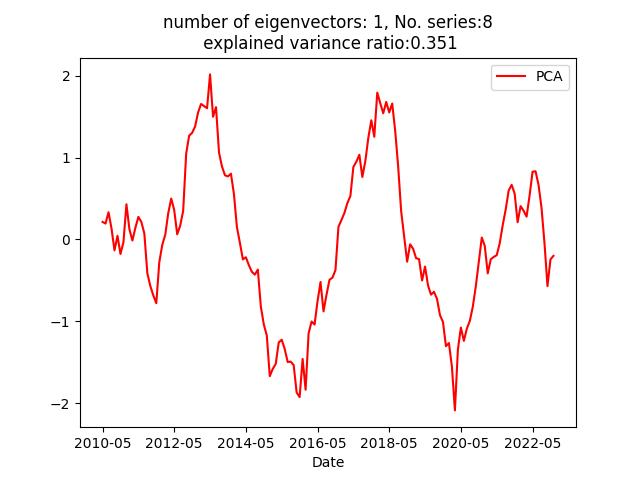 number of eigenvectors: 1, No. series:8
explained variance ratio:0.351
PCA
2
1
0
−1
−2
2010-05 2012-05 2014-05 2016-05 2018-05 2020-05 2022-05
Date